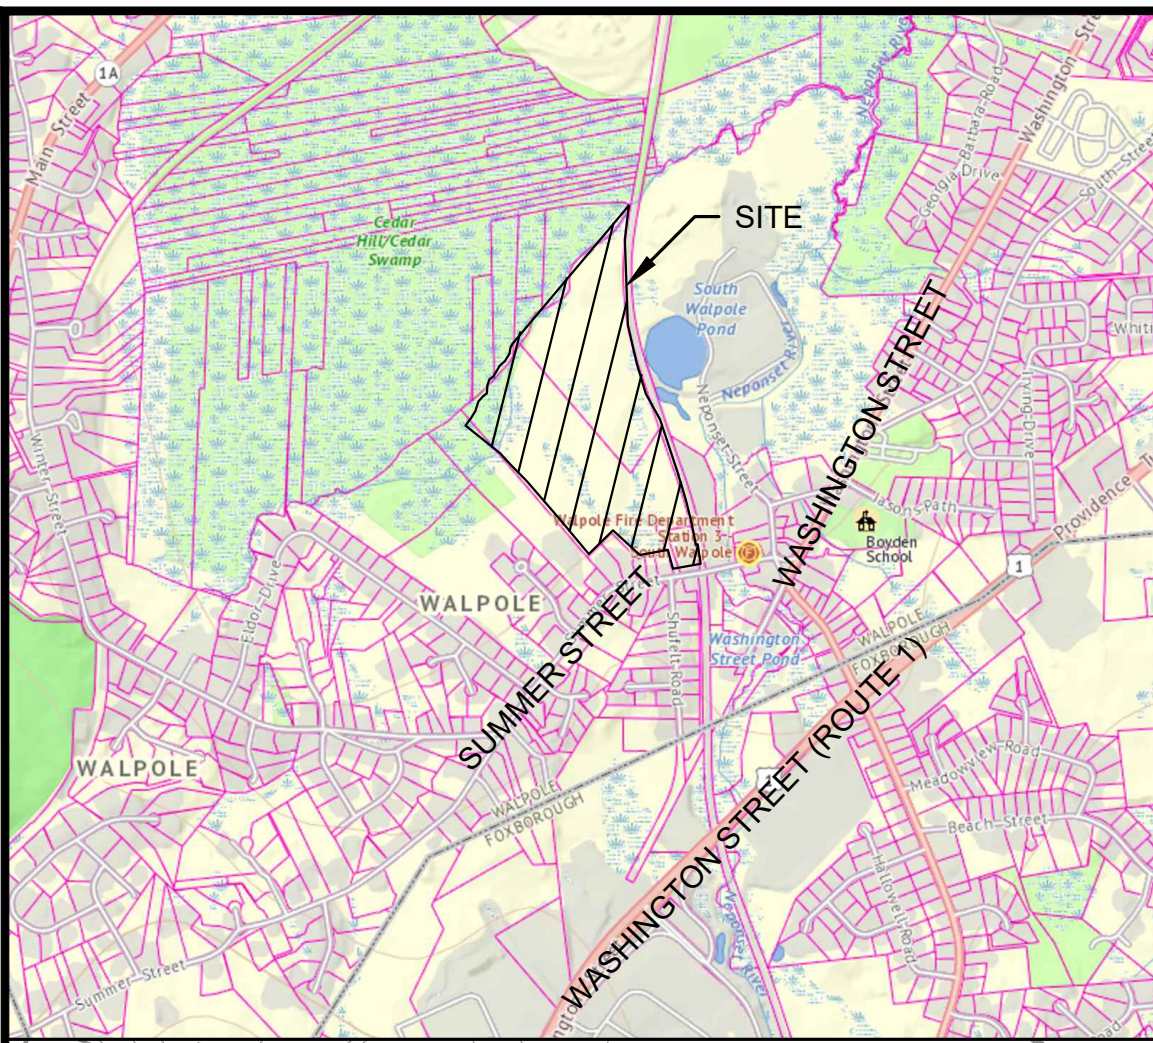 1A
Main Street
Neponset River
Washington Street
Georgia Drive
Barbara Road
South Street
Cedar
Hill/Cedar
Swamp
SITE
South
Walpole
Pond
Neponset River
Neponset Street
WASHINGTON STREET
Irving Drive
Winter Street
Jasons Path
Providence
Walpole Fire Department
Station 3 -
South Walpole
F
Boyden
School
1
Eldor Drive
WALPOLE
SUMMER STREET
Shufelt Road
Washington
Street Pond
WALPOLE
FOXBOROUGH
WASHINGTON STREET (ROUTE 1)
WALPOLE
WALPOLE
FOXBOROUGH
Meadowview Road
Beach Street
Hallowell Road
Neponset River
Summer Street